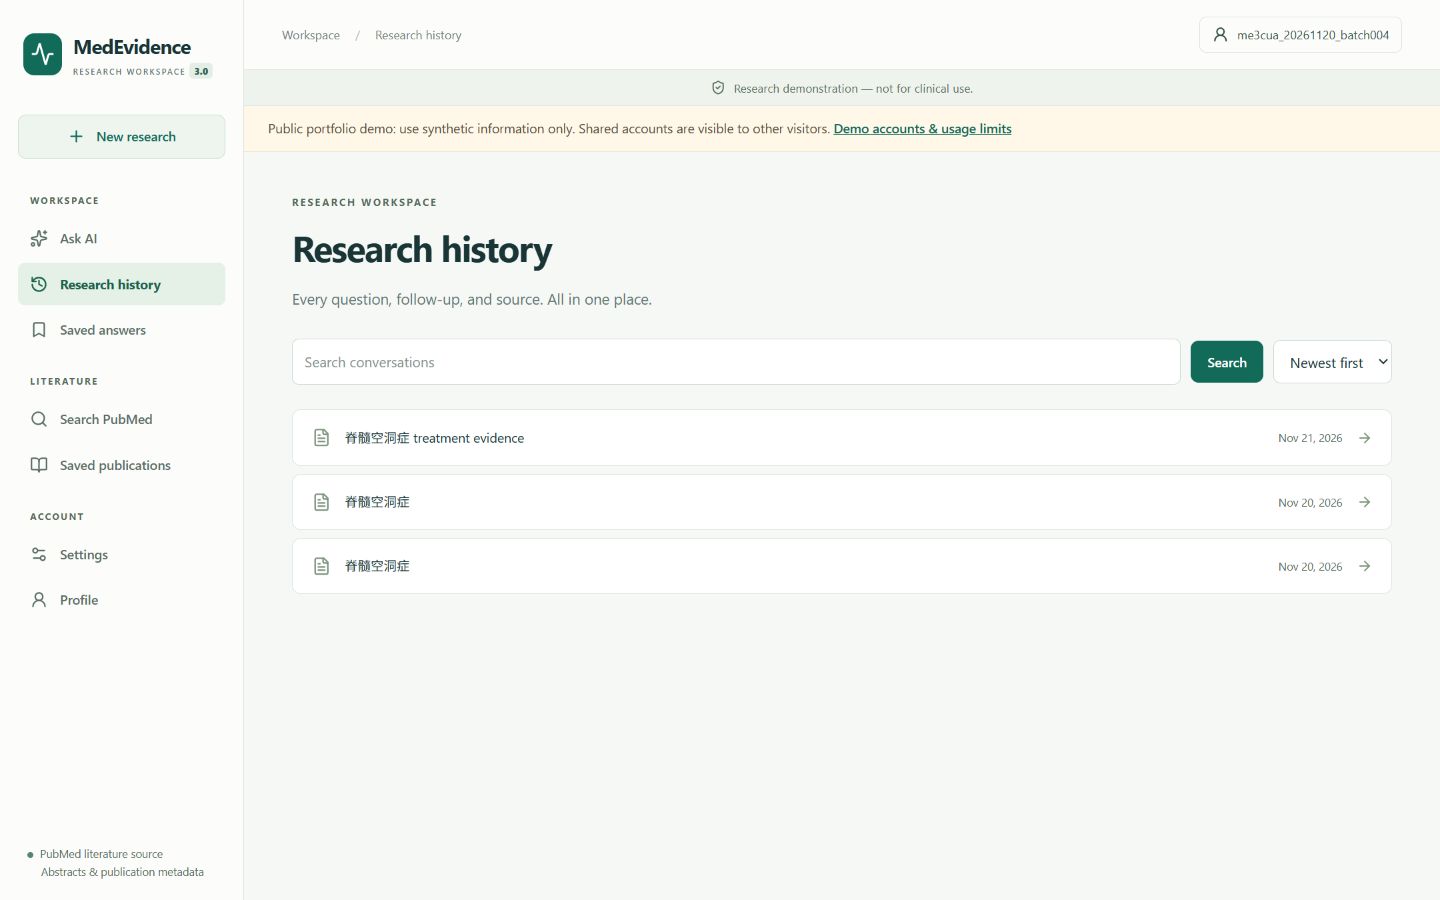 MedEvidence
RESEARCH WORKSPACE 3.0
New research
WORKSPACE
Ask AI
Research history
Saved answers
LITERATURE
Search PubMed
Saved publications
ACCOUNT
Settings
Profile
PubMed literature source
Abstracts & publication metadata
Workspace / Research history
me3cua_20261120_batch004
Research demonstration — not for clinical use.
Public portfolio demo: use synthetic information only. Shared accounts are visible to other visitors. Demo accounts & usage limits
RESEARCH WORKSPACE
Research history
Every question, follow-up, and source. All in one place.
Search conversations
Search
Newest first
脊髓空洞症 treatment evidence
Nov 21, 2026
脊髓空洞症
Nov 20, 2026
脊髓空洞症
Nov 20, 2026